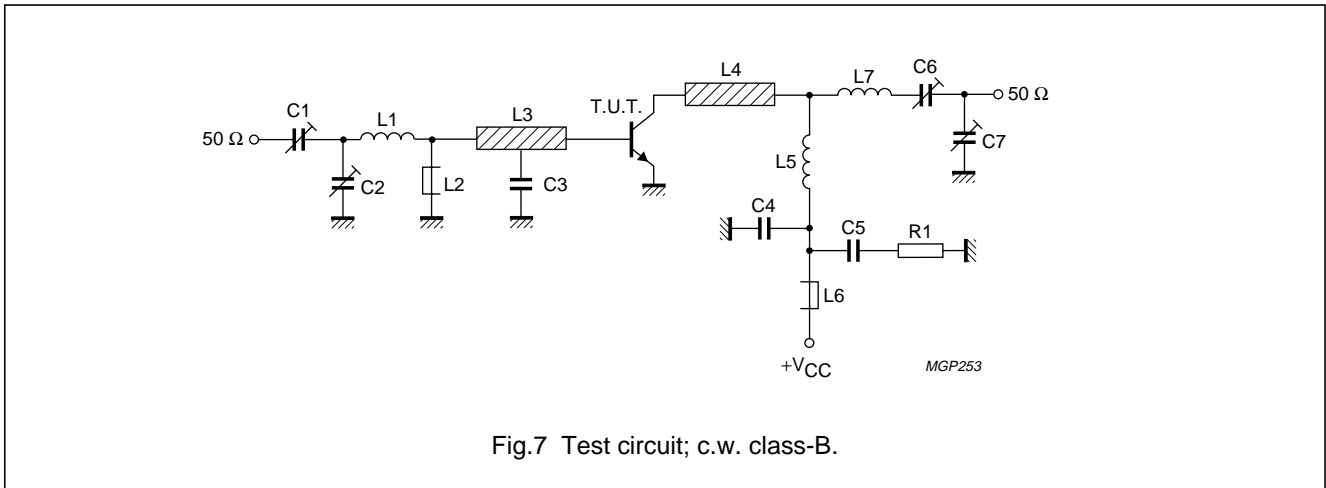 L4
C6
L7
50 Ω
T.U.T.
C1
L3
L1
50 Ω
C7
L5
C2
L2
C3
C4
C5
R1
L6
+VCC
MGP253
Fig.7 Test circuit; c.w. class-B.